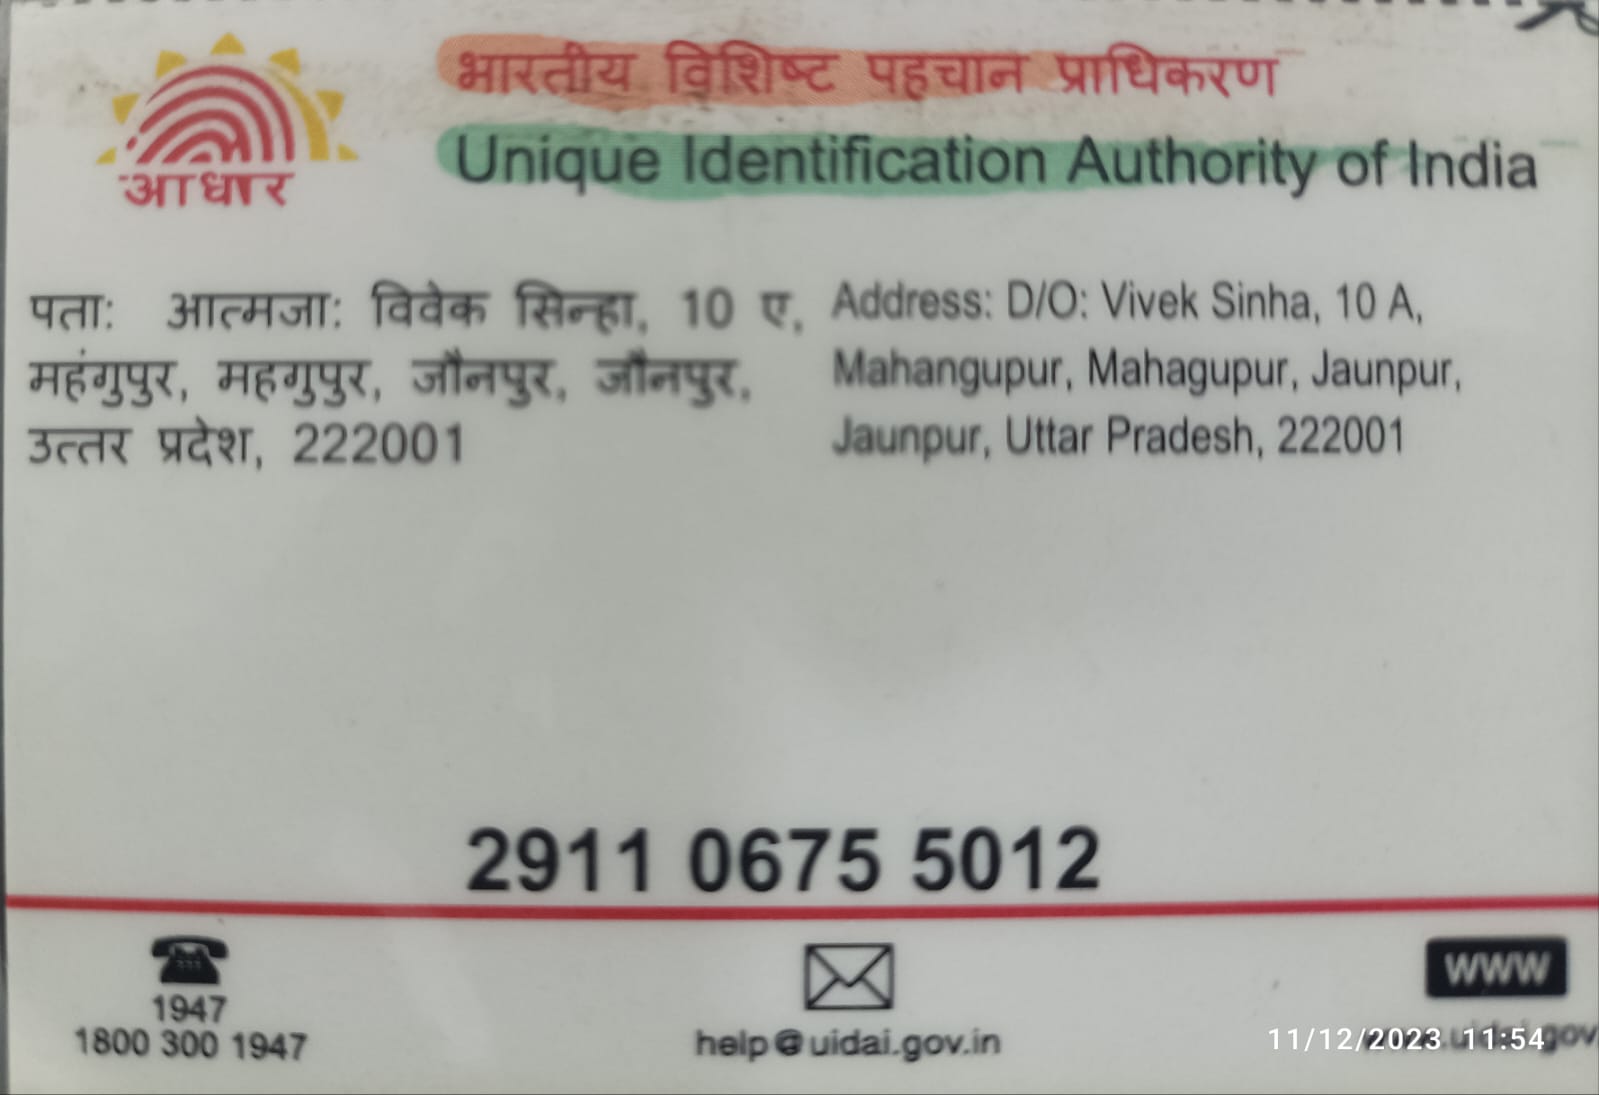 भारतीय विशिष्ट पहचान प्राधिकरण
Unique Identification Authority of India
आधार
पता: आत्मजा: विवेक सिन्हा, 10 ए,
महंगुपुर, महगुपुर, जौनपुर, जौनपुर,
उत्तर प्रदेश, 222001
Address: D/O: Vivek Sinha, 10 A,
Mahangupur, Mahagupur, Jaunpur,
Jaunpur, Uttar Pradesh, 222001
2911 0675 5012
1947
1800 300 1947
help@uidai.gov.in
WWW
11/12/2023 11:54